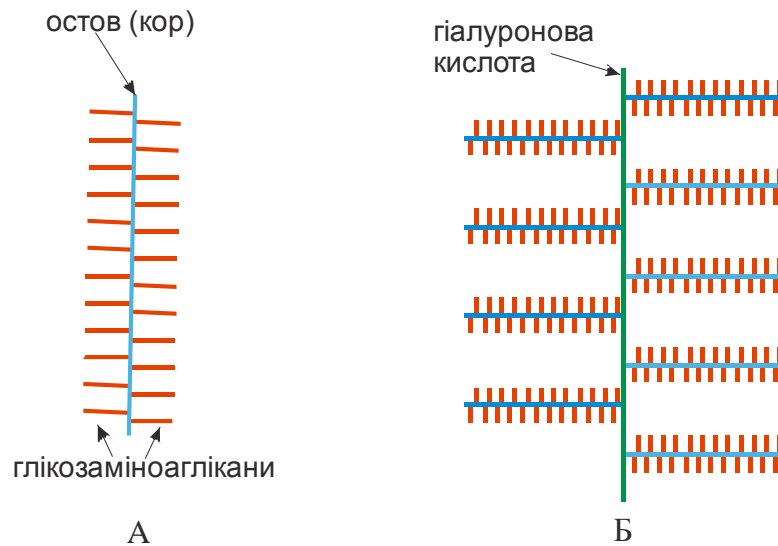 остов (кор)
глікозаміноаглікани
А
гіалуронова
кислота
Б